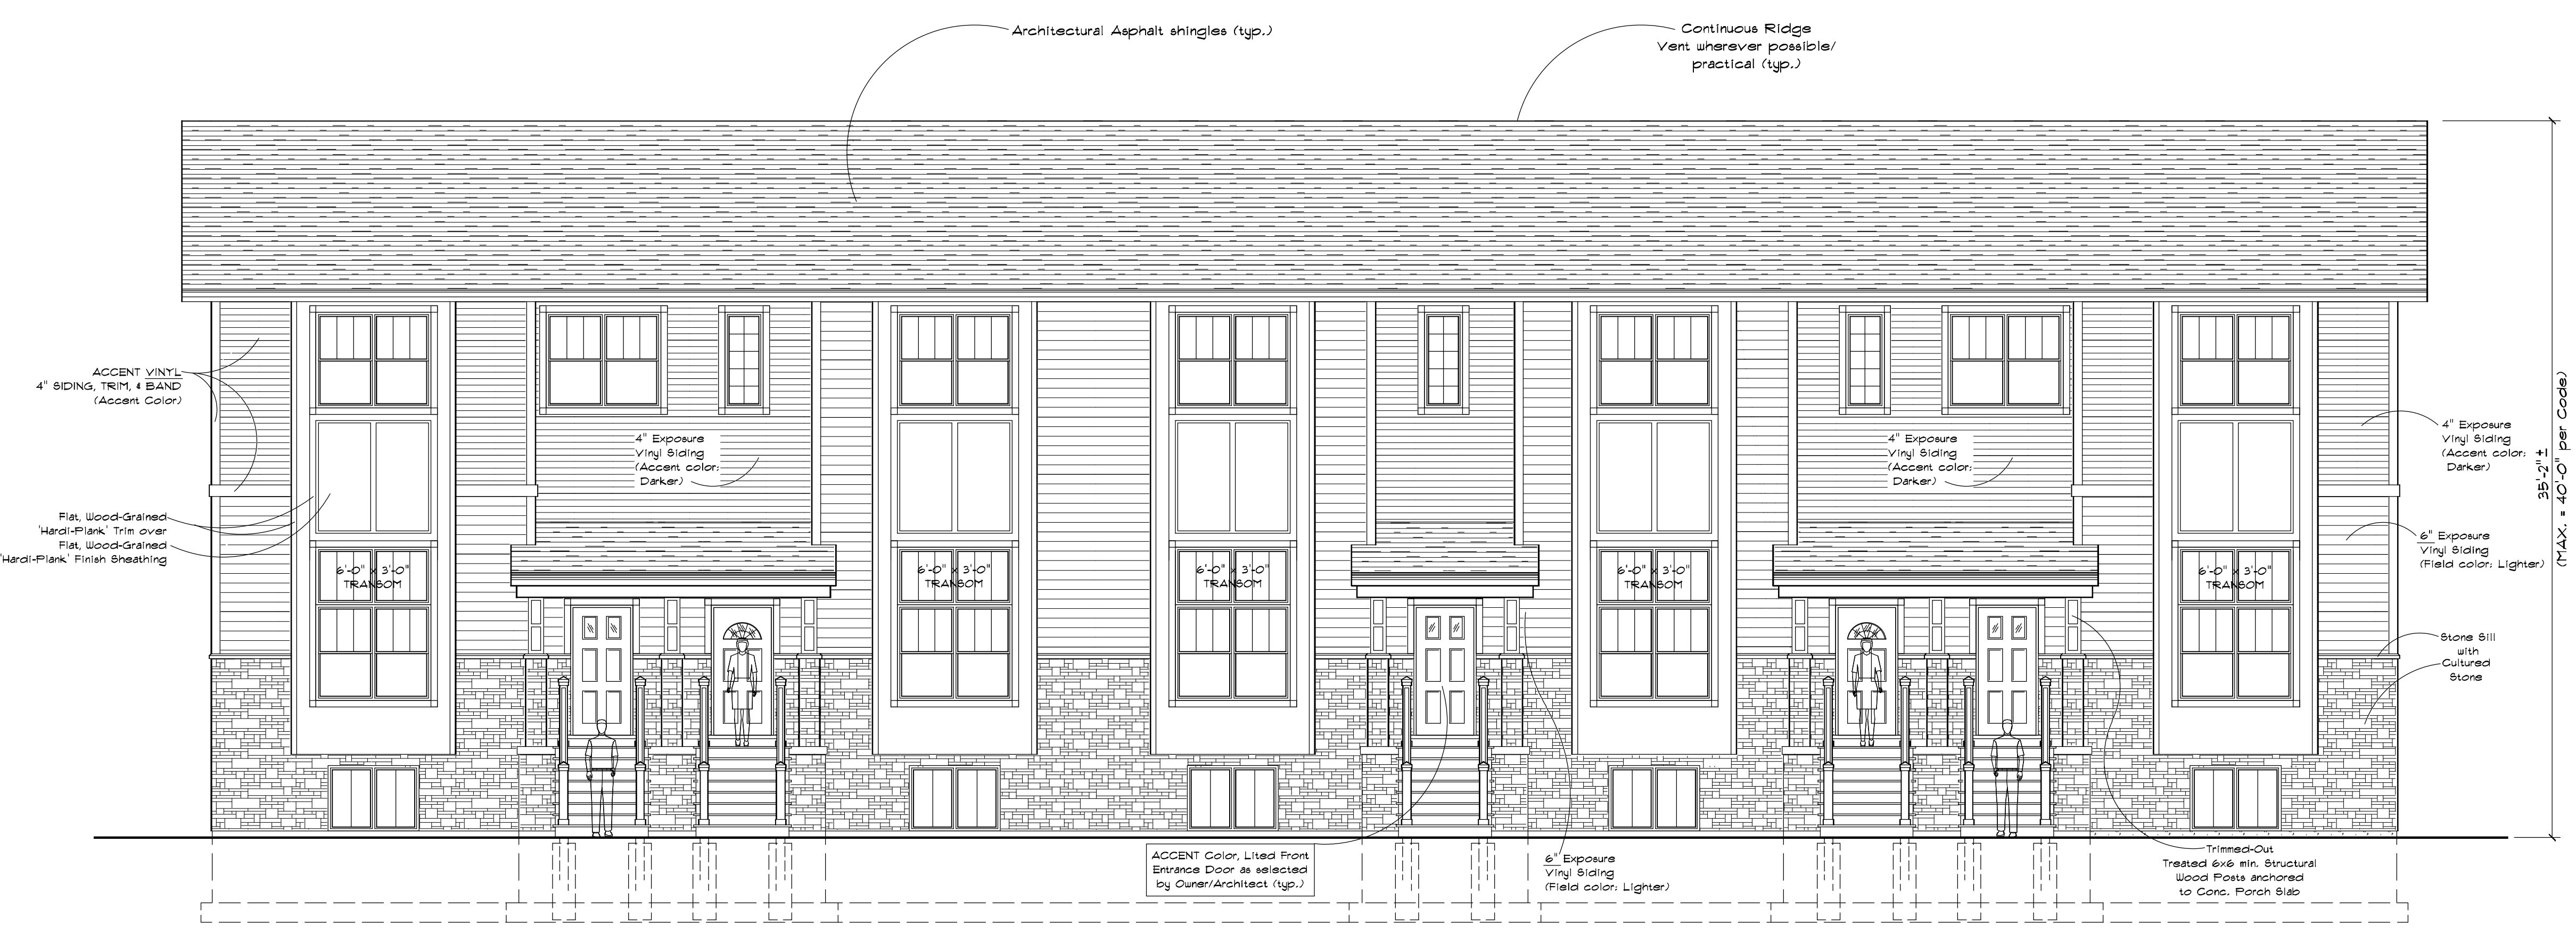 Architectural Asphalt shingles (typ.)
Continuous Ridge
Vent wherever possible/
practical (typ.)
ACCENT VINYL
4" SIDING, TRIM, & BAND
(Accent Color)
Flat, Wood-Grained
'Hardi-Plank' Trim over
Flat, Wood-Grained
'Hardi-Plank' Finish Sheathing
4" Exposure
Vinyl Siding
(Accent color:
Darker)
4" Exposure
Vinyl Siding
(Accent color:
Darker)
4" Exposure
Vinyl Siding
(Accent color:
Darker)
6" Exposure
Vinyl Siding
(Field color: Lighter)
35'-2"±
(MAX. = 40'-0" per Code)
6'-0" x 3'-0"
TRANSOM
6'-0" x 3'-0"
TRANSOM
6'-0" x 3'-0"
TRANSOM
6'-0" x 3'-0"
TRANSOM
6'-0" x 3'-0"
TRANSOM
Stone Sill
with
Cultured
Stone
ACCENT Color, Lited Front
Entrance Door as selected
by Owner/Architect (typ.)
6" Exposure
Vinyl Siding
(Field color: Lighter)
Trimmed-Out
Treated 6x6 min. Structural
Wood Posts anchored
to Conc. Porch Slab